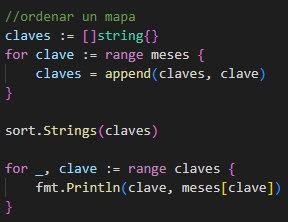 //ordenar un mapa
claves := []string{}
for clave := range meses {
    claves = append(claves, clave)
}

sort.Strings(claves)

for _, clave := range claves {
    fmt.Println(clave, meses[clave])
}